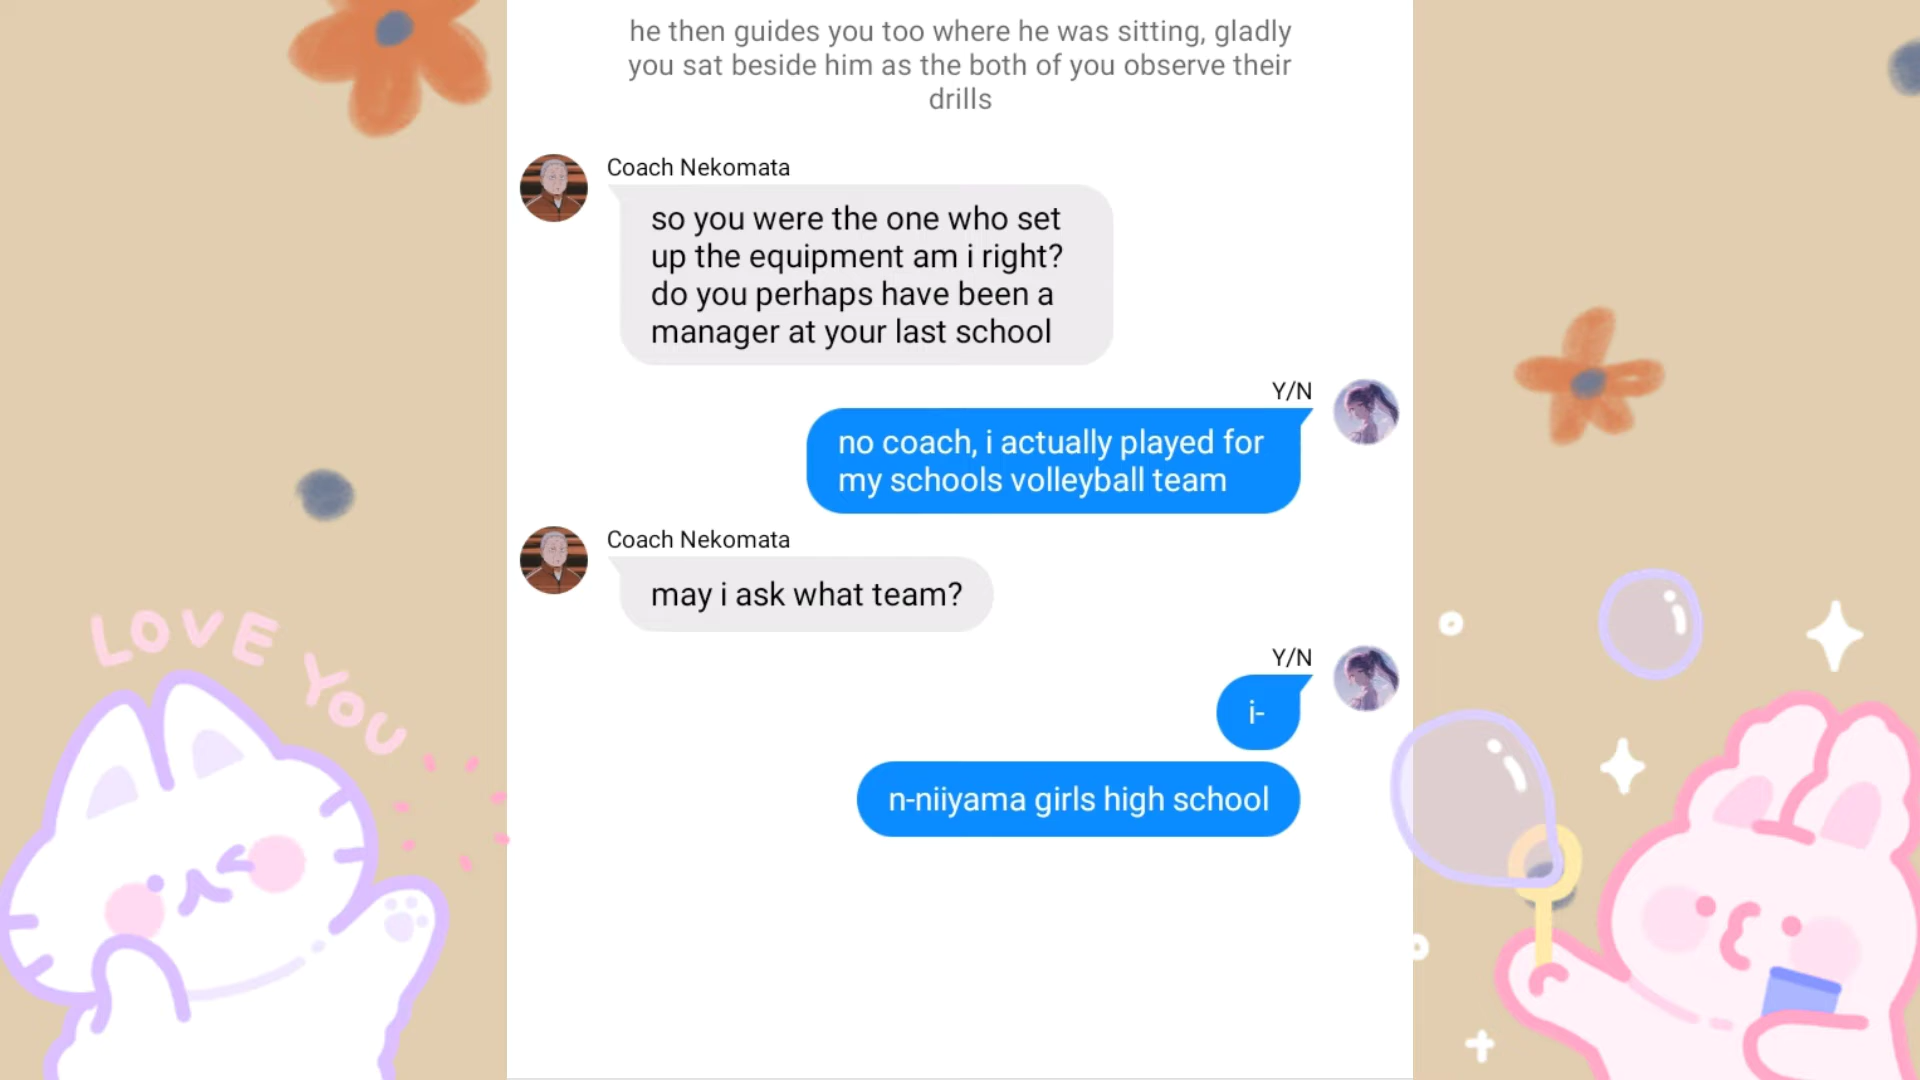 he then guides you too where he was sitting, gladly
you sat beside him as the both of you observe their
drills
Coach Nekomata
so you were the one who set
up the equipment am i right?
do you perhaps have been a
manager at your last school
Y/N
no coach, i actually played for
my schools volleyball team
Coach Nekomata
may i ask what team?
Y/N
i-
n-niiyama girls high school
LOVE YOU